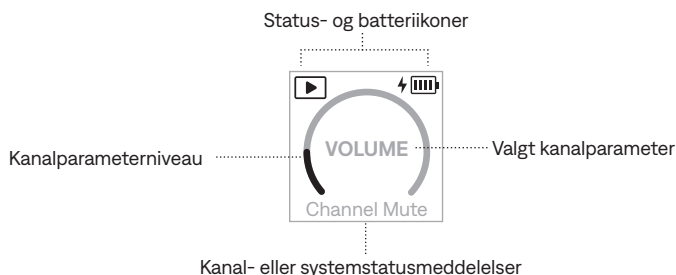 Status- og batteriikoner
VOLUME
Kanalparameterniveau
Valgt kanalparameter
Channel Mute
Kanal- eller systemstatusmeddelelser